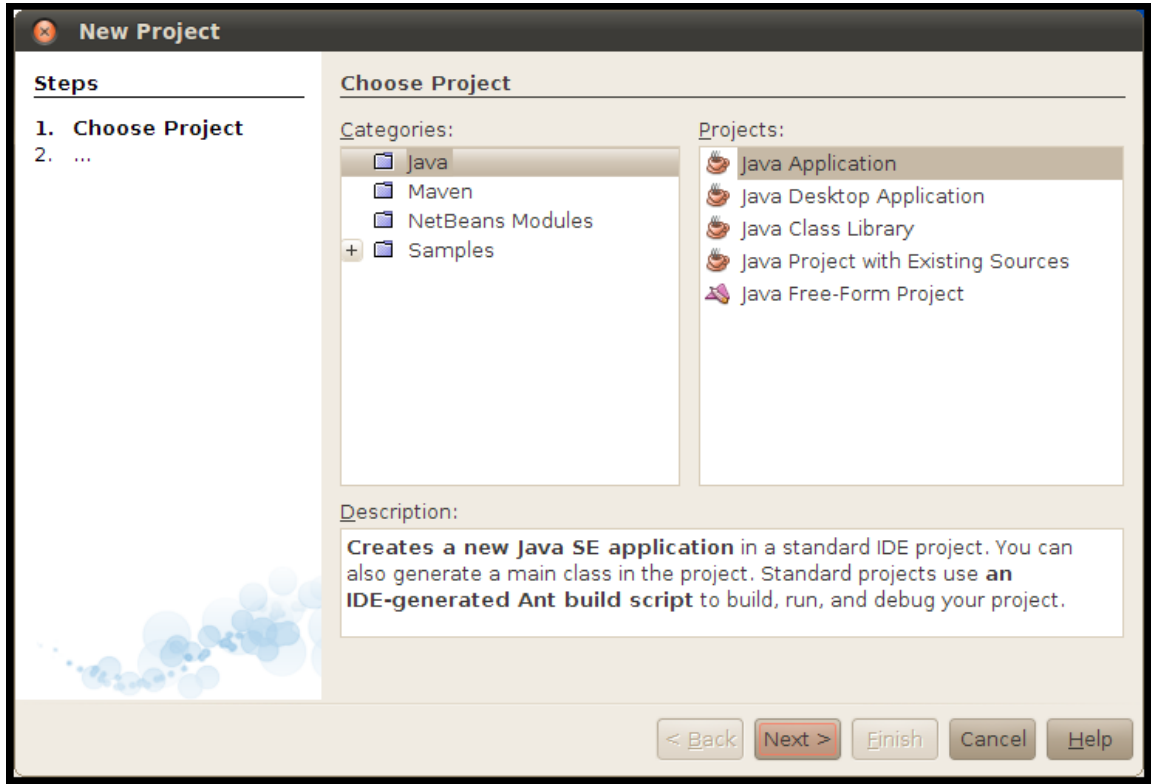 New Project
Steps
1. Choose Project
2. ...
Choose Project
Categories:
Java
Maven
NetBeans Modules
+ Samples
Projects:
Java Application
Java Desktop Application
Java Class Library
Java Project with Existing Sources
Java Free-Form Project
Description:
Creates a new Java SE application in a standard IDE project. You can
also generate a main class in the project. Standard projects use an
IDE-generated Ant build script to build, run, and debug your project.
< Back Next > Finish Cancel Help